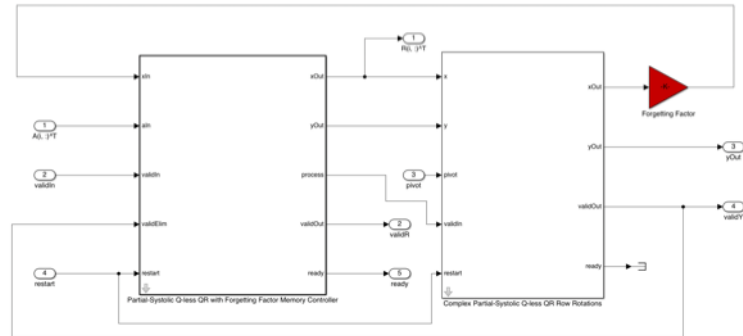 1
R(i, :)^T
xIn
xOut
x
xOut
Forgetting Factor
1
A(i, :)^T
aIn
yOut
y
yOut
3
yOut
2
validIn
validIn
process
3
pivot
pivot
validOut
4
validY
validElim
validOut
2
validR
validIn
4
restart
restart
ready
5
ready
restart
ready
Partial-Systolic Q-less QR with Forgetting Factor Memory Controller
Complex Partial-Systolic Q-less QR Row Rotations